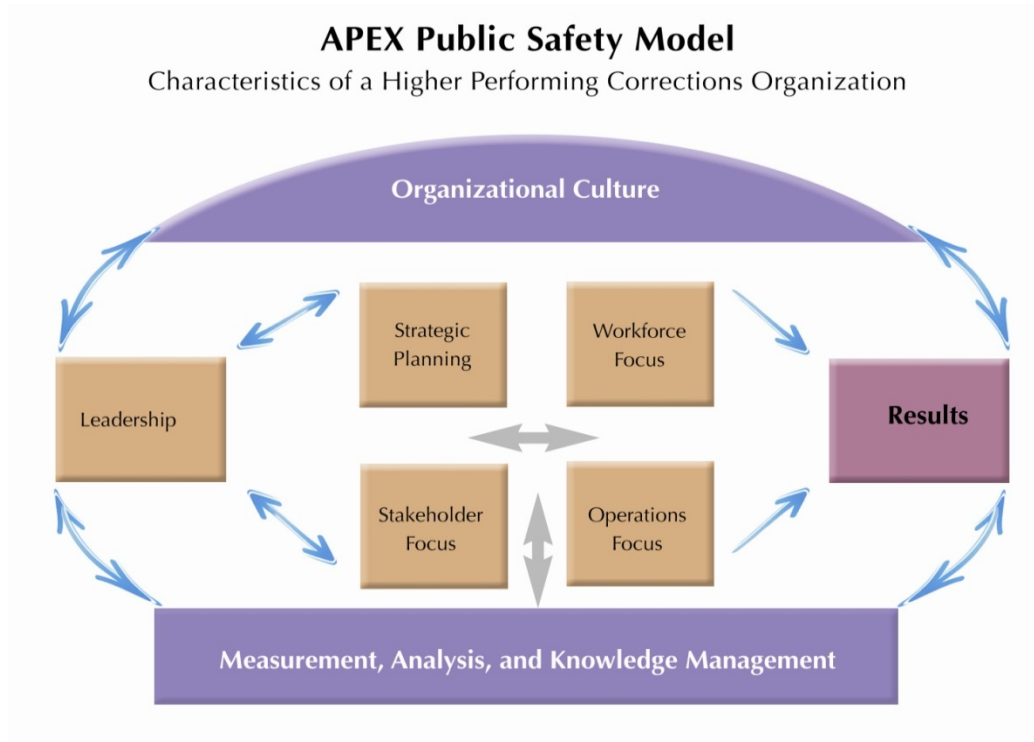 APEX Public Safety Model
Characteristics of a Higher Performing Corrections Organization
Organizational Culture
Strategic
Planning
Workforce
Focus
Leadership
Results
Stakeholder
Focus
Operations
Focus
Measurement, Analysis, and Knowledge Management